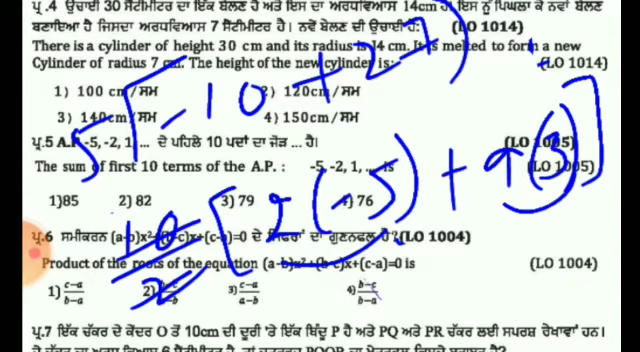 ਪ੍ਰ.4 ਉਚਾਈ 30 ਸੈਂਟੀਮੀਟਰ ਦਾ ਇੱਕ ਬੇਲਣ ਹੈ ਅਤੇ ਇਸ ਦਾ ਅਰਧਵਿਆਸ 14cm ਹੈ। ਇਸ ਨੂੰ ਪਿਘਲਾ ਕੇ ਨਵਾਂ ਬੇਲਣ
ਬਣਾਇਆ ਹੈ ਜਿਸਦਾ ਅਰਧਵਿਆਸ 7 ਸੈਂਟੀਮੀਟਰ ਹੈ। ਨਵੇਂ ਬੇਲਣ ਦੀ ਉਚਾਈ ਹੈ: (LO 1014)
There is a cylinder of height 30 cm and its radius is 14 cm. It is melted to form a new
Cylinder of radius 7 cm. The height of the new cylinder is: (LO 1014)
1) 100 cm/ਸਮ 2) 120cm/ਸਮ
3) 140cm/ਸਮ 4) 150cm/ਸਮ
5[-10+27]
ਪ੍ਰ.5 A.P. -5, -2, 1, ... ਦੇ ਪਹਿਲੇ 10 ਪਦਾਂ ਦਾ ਜੋੜ ... ਹੈ। (LO 1005)
The sum of first 10 terms of the A.P. : -5, -2, 1, ... is (LO 1005)
1)85 2) 82 3) 79 4) 76
10/2 [2(-5)+9(3)]
ਪ੍ਰ.6 ਸਮੀਕਰਨ (a-b)x²+(b-c)x+(c-a)=0 ਦੇ ਸਿਫਰਾਂ ਦਾ ਗੁਣਨਫਲ ਹੈ? (LO 1004)
Product of the roots of the equation (a-b)x²+(b-c)x+(c-a)=0 is (LO 1004)
1) c-a/b-a 2) 3) c-a/a-b 4) b-c/b-a
ਪ੍ਰ.7 ਇੱਕ ਚੱਕਰ ਦੇ ਕੇਂਦਰ O ਤੋਂ 10cm ਦੀ ਦੂਰੀ 'ਤੇ ਇੱਕ ਬਿੰਦੂ P ਹੈ ਅਤੇ PQ ਅਤੇ PR ਚੱਕਰ ਲਈ ਸਪਰਸ਼ ਰੇਖਾਵਾਂ ਹਨ।